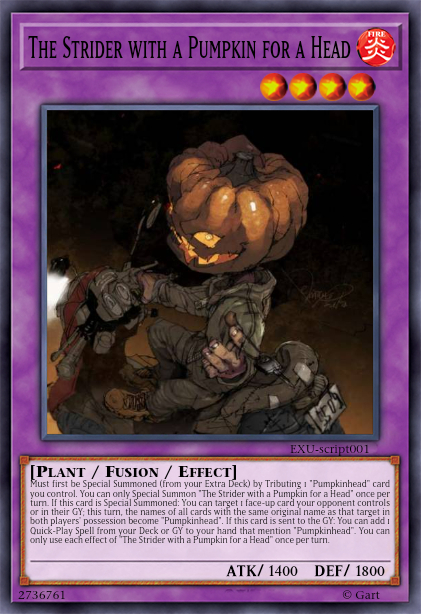 The Strider with a Pumpkin for a Head
FIRE
炎
EXU-script001
[Plant / Fusion / Effect]
Must first be Special Summoned (from your Extra Deck) by Tributing 1 "Pumpkinhead" card
you control. You can only Special Summon "The Strider with a Pumpkin for a Head" once per
turn. If this card is Special Summoned: You can target 1 face-up card your opponent controls
or in their GY; this turn, the names of all cards with the same original name as that target in
both players' possession become "Pumpkinhead". If this card is sent to the GY: You can add 1
Quick-Play Spell from your Deck or GY to your hand that mention "Pumpkinhead". You can
only use each effect of "The Strider with a Pumpkin for a Head" once per turn.
ATK/ 1400 DEF/ 1800
2736761 © Gart